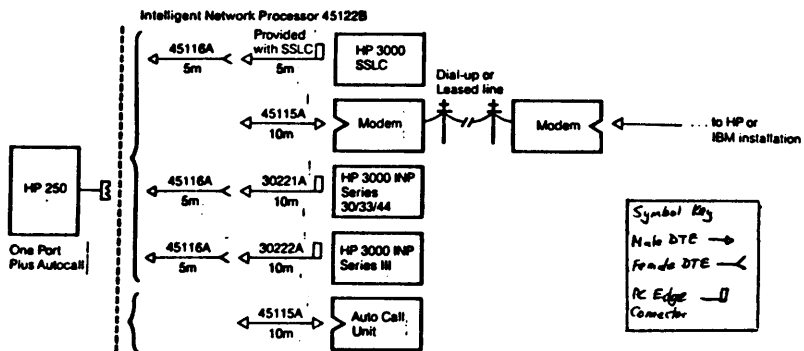 Intelligent Network Processor 45122B
45116A
5m
Provided
with SSLC
5m
HP 3000
SSLC
Dial-up or
Leased line
45115A
10m
Modem
Modem
... to HP or
IBM installation
HP 250
One Port
Plus Autocall
45116A
5m
30221A
10m
HP 3000 INP
Series
30/33/44
45116A
5m
30222A
10m
HP 3000 INP
Series III
45115A
10m
Auto Call
Unit
Symbol Key
Male DTE
Female DTE
PC Edge
Connector